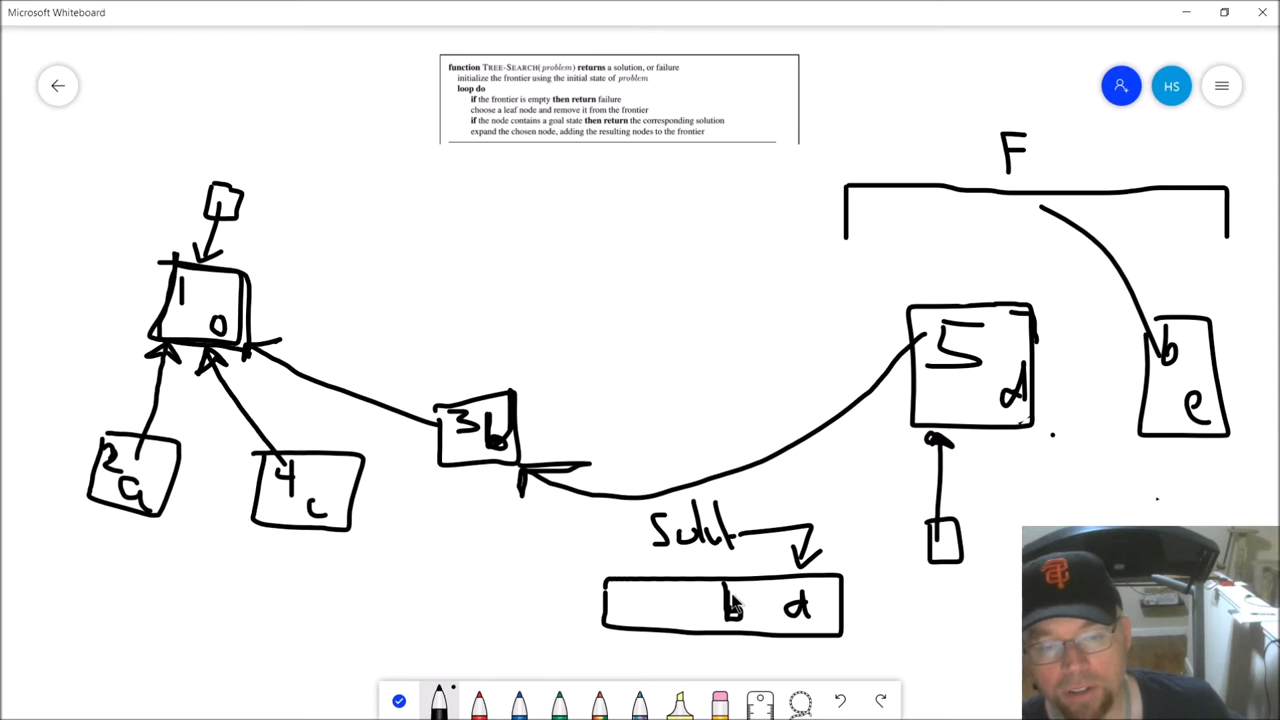 Microsoft Whiteboard
function TREE-SEARCH(problem) returns a solution, or failure
initialize the frontier using the initial state of problem
loop do
if the frontier is empty then return failure
choose a leaf node and remove it from the frontier
if the node contains a goal state then return the corresponding solution
expand the chosen node, adding the resulting nodes to the frontier
HS
F
1 0
5 d
b e
3 b
2 a
4 c
b d
SF